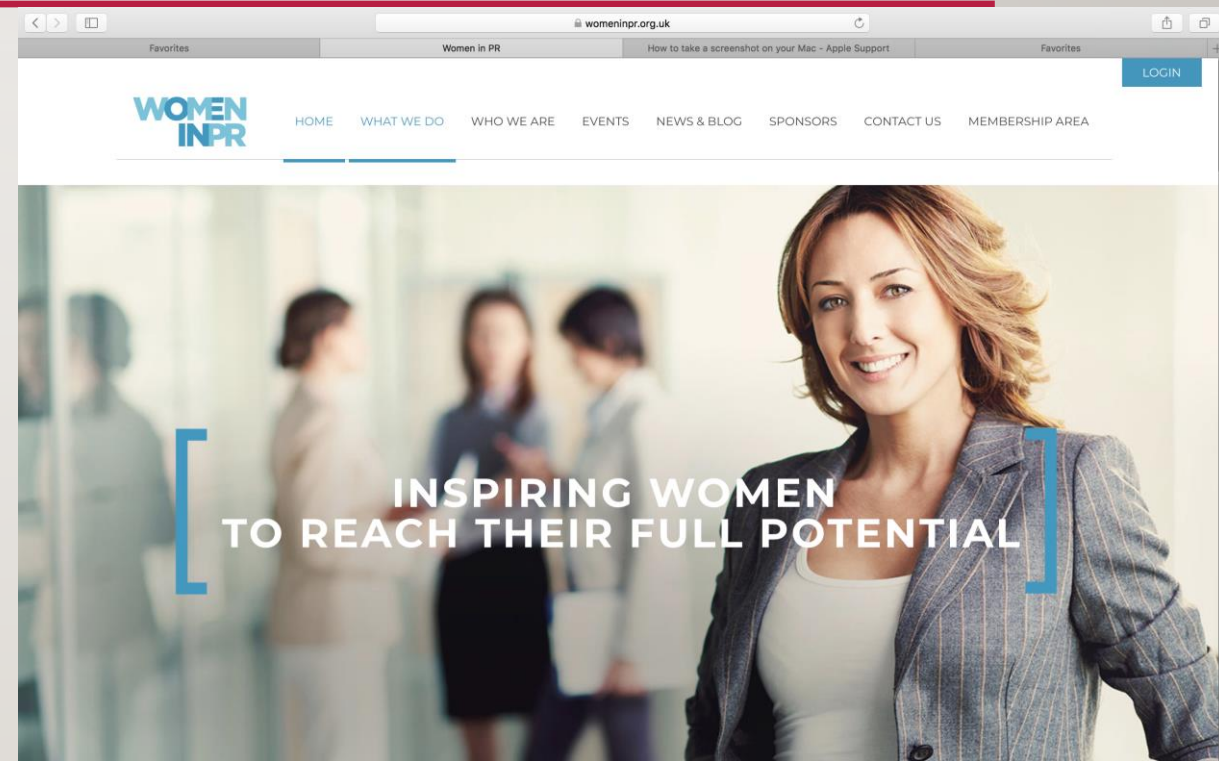 womeninpr.org.uk
Favorites
Women in PR
How to take a screenshot on your Mac - Apple Support
Favorites
LOGIN
WOMEN
INPR
HOME
WHAT WE DO
WHO WE ARE
EVENTS
NEWS & BLOG
SPONSORS
CONTACT US
MEMBERSHIP AREA
INSPIRING WOMEN
TO REACH THEIR FULL POTENTIAL